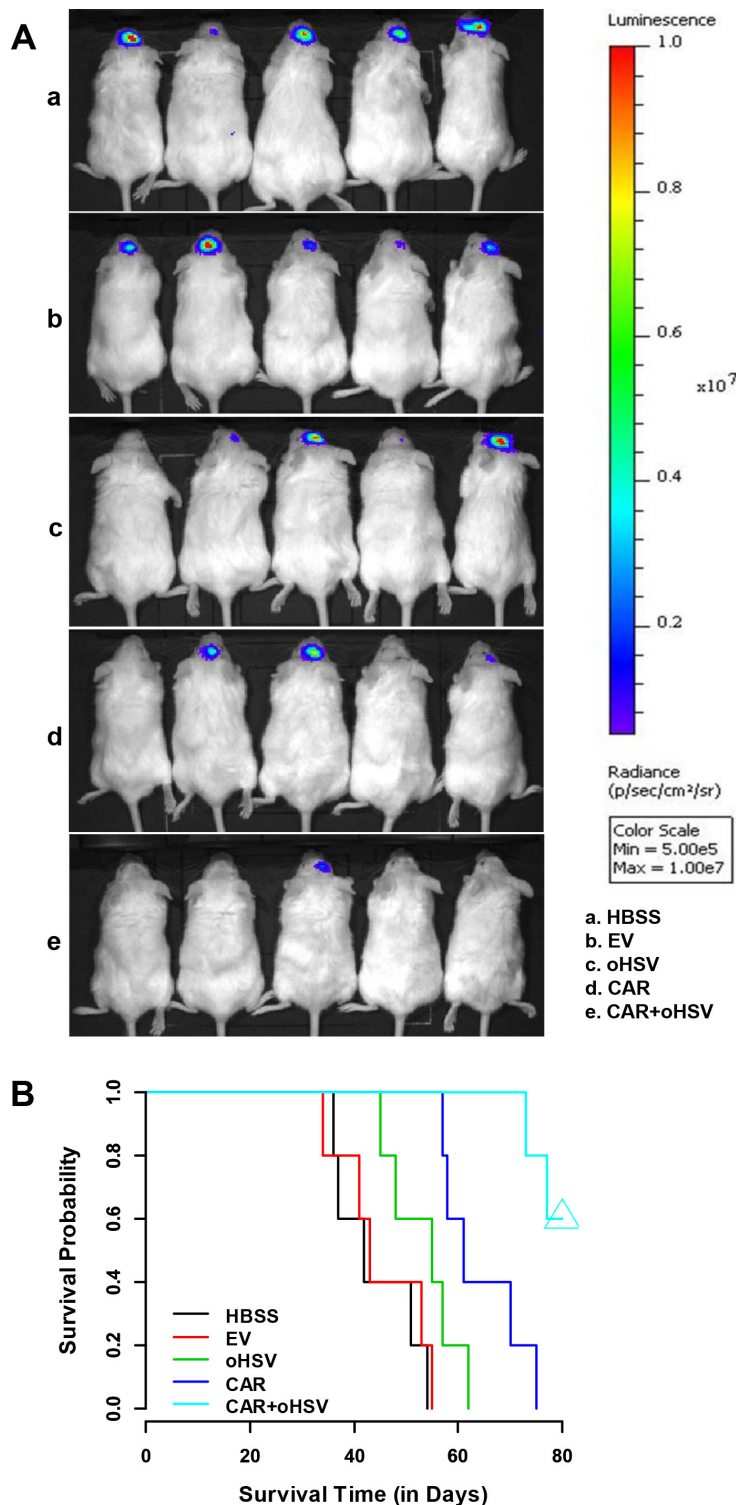 A
a
b
c
d
e
Luminescence
1.0
0.8
0.6
x10⁷
0.4
0.2
Radiance
(p/sec/cm²/sr)
Color Scale
Min = 5.00e5
Max = 1.00e7
a. HBSS
b. EV
c. oHSV
d. CAR
e. CAR+oHSV
B
Survival Probability
1.0
0.8
0.6
0.4
0.2
0.0
HBSS
EV
oHSV
CAR
CAR+oHSV
0 20 40 60 80
Survival Time (in Days)